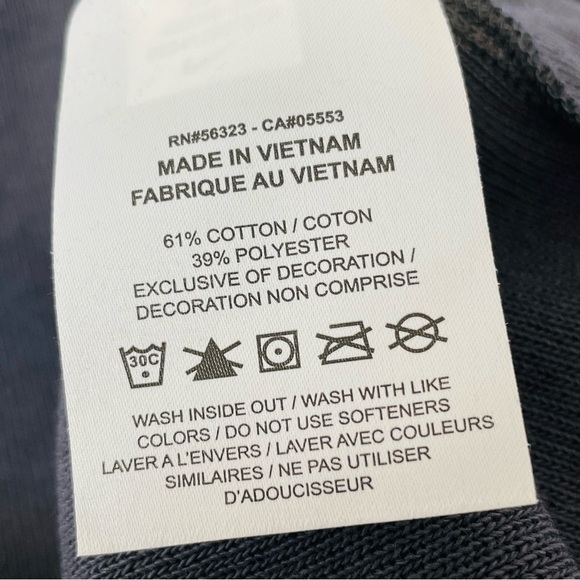 RN#56323 - CA#05553
MADE IN VIETNAM
FABRIQUE AU VIETNAM
61% COTTON / COTON
39% POLYESTER
EXCLUSIVE OF DECORATION /
DECORATION NON COMPRISE
30C
WASH INSIDE OUT / WASH WITH LIKE
COLORS / DO NOT USE SOFTENERS
LAVER A L'ENVERS / LAVER AVEC COULEURS
SIMILAIRES / NE PAS UTILISER
D'ADOUCISSEUR